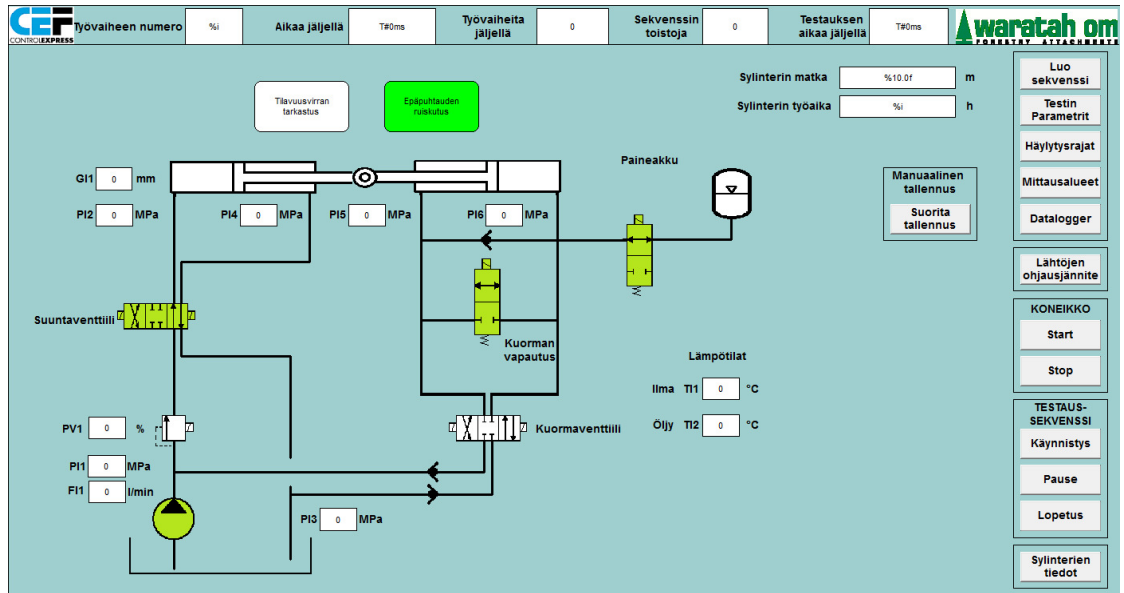 CEF
CONTROLEXPRESS
Työvaiheen numero
%i
Aikaa jäljellä
T#0ms
Työvaiheita
jäljellä
0
Sekvenssin
toistoja
0
Testauksen
aikaa jäljellä
T#0ms
waratah om
FORESTRY ATTACHMENTS
Sylinterin matka
%10.0f
m
Sylinterin työaika
%i
h
Tilavuusvirran
tarkastus
Epäpuhtauden
ruiskutus
Luo
sekvenssi
Testin
Parametrit
Häylytysrajat
Mittausalueet
Datalogger
Lähtöjen
ohjausjännite
KONEIKKO
Start
Stop
TESTAUS-
SEKVENSSI
Käynnistys
Pause
Lopetus
Sylinterien
tiedot
Manuaalinen
tallennus
Suorita
tallennus
Paineakku
GI1 0 mm
PI2 0 MPa
PI4 0 MPa
PI5 0 MPa
PI6 0 MPa
Suuntaventtiili
Kuorman
vapautus
Lämpötilat
Ilma TI1 0 °C
Öljy TI2 0 °C
Kuormaventtiili
PV1 0 %
PI1 0 MPa
FI1 0 l/min
PI3 0 MPa